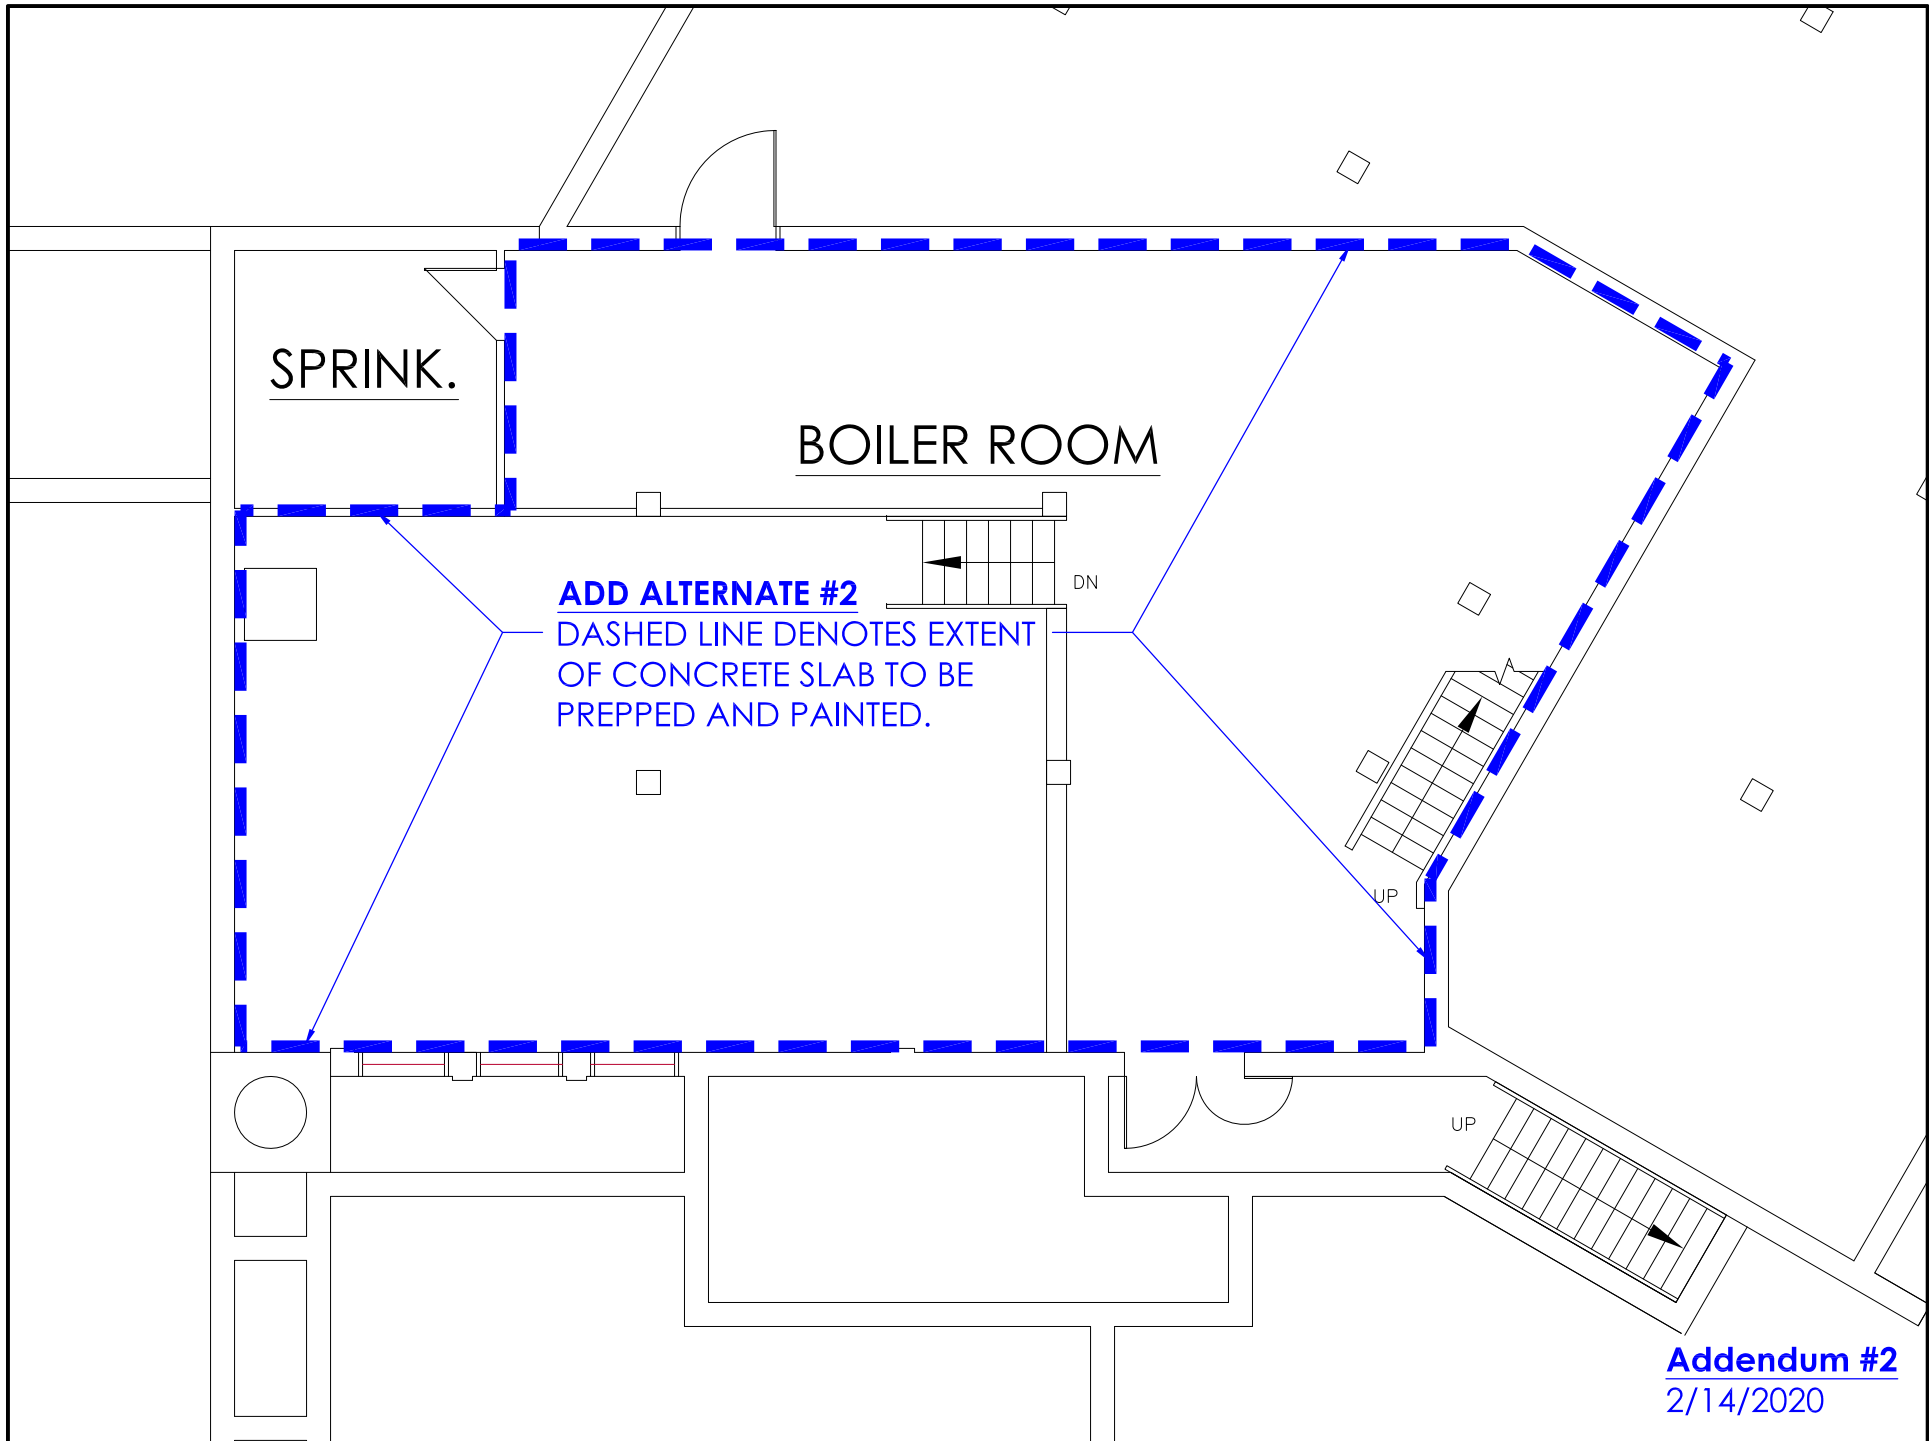 SPRINK.
BOILER ROOM
DN
ADD ALTERNATE #2
DASHED LINE DENOTES EXTENT
OF CONCRETE SLAB TO BE
PREPPED AND PAINTED.
UP
UP
Addendum #2
2/14/2020